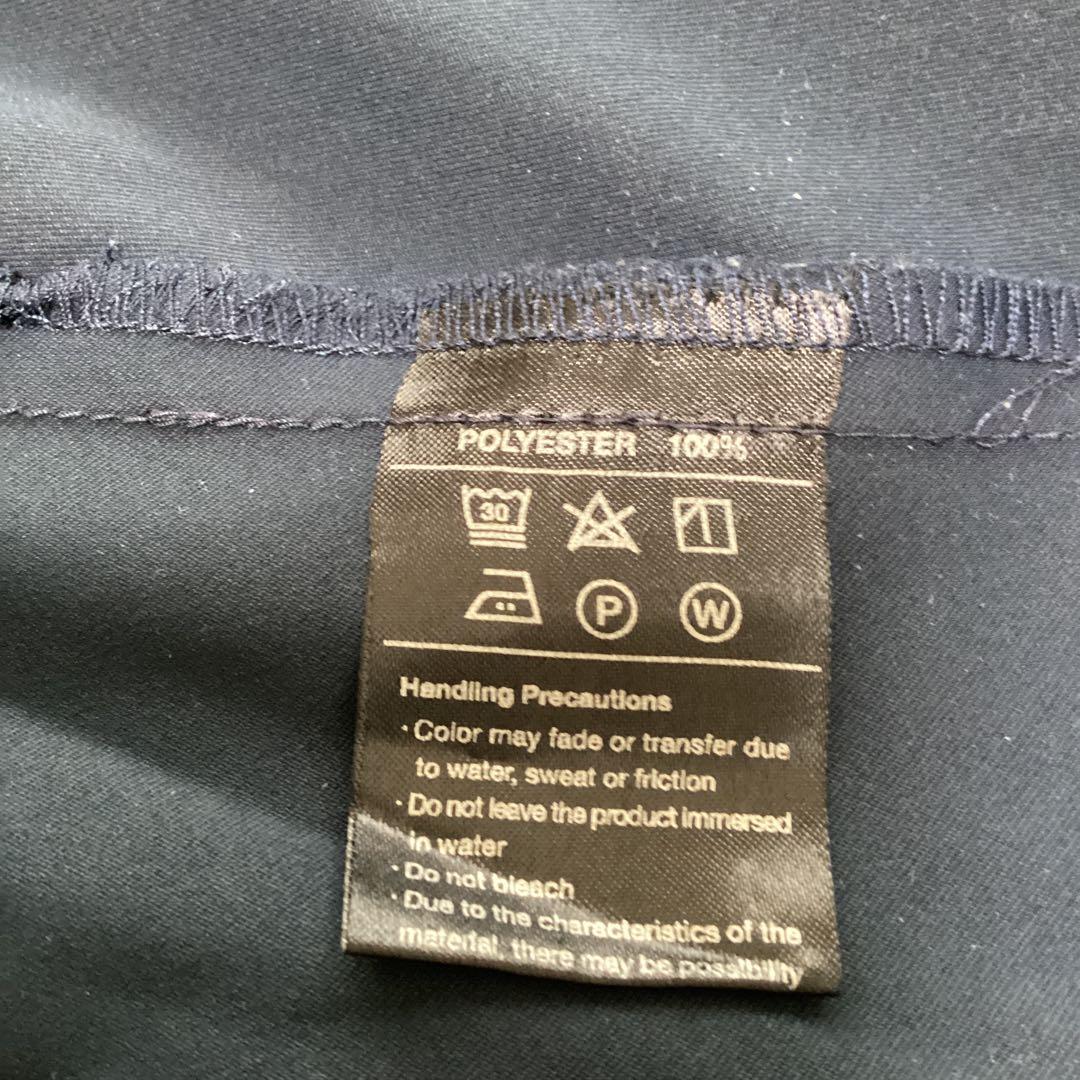 POLYESTER 100%
30
P W
Handling Precautions
・Color may fade or transfer due
to water, sweat or friction
・Do not leave the product immersed
in water
・Do not bleach
・Due to the characteristics of the
material, there may be possibility